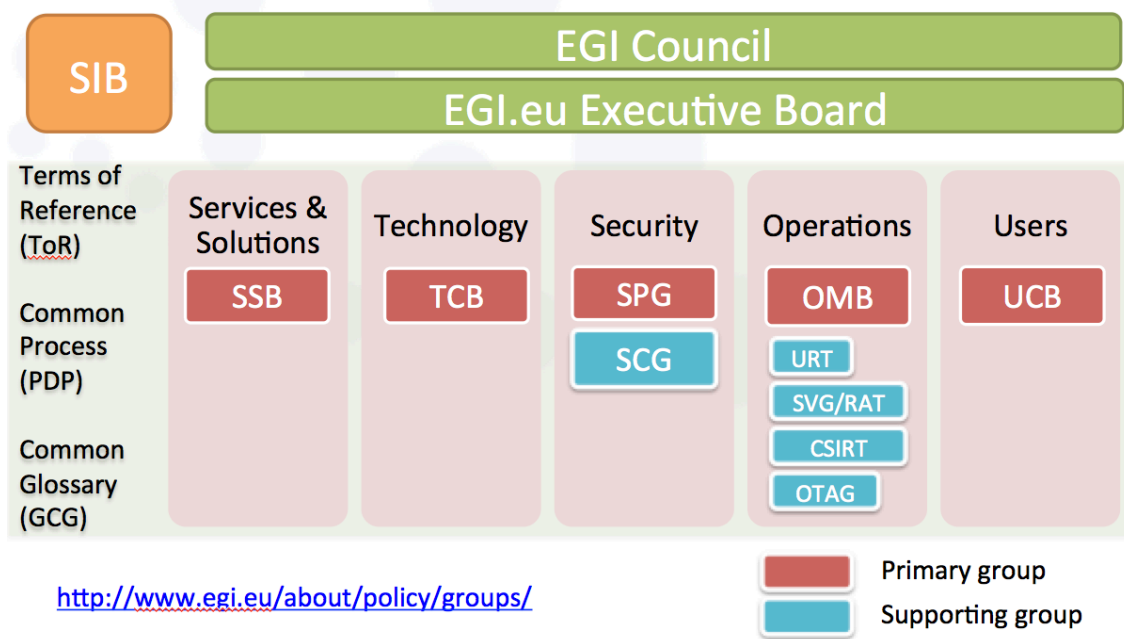 SIB
EGI Council
EGI.eu Executive Board
Terms of
Reference
(ToR)
Common
Process
(PDP)
Common
Glossary
(GCG)
Services &
Solutions
SSB
Technology
TCB
Security
SPG
SCG
Operations
OMB
URT
SVG/RAT
CSIRT
OTAG
Users
UCB
http://www.egi.eu/about/policy/groups/
Primary group
Supporting group